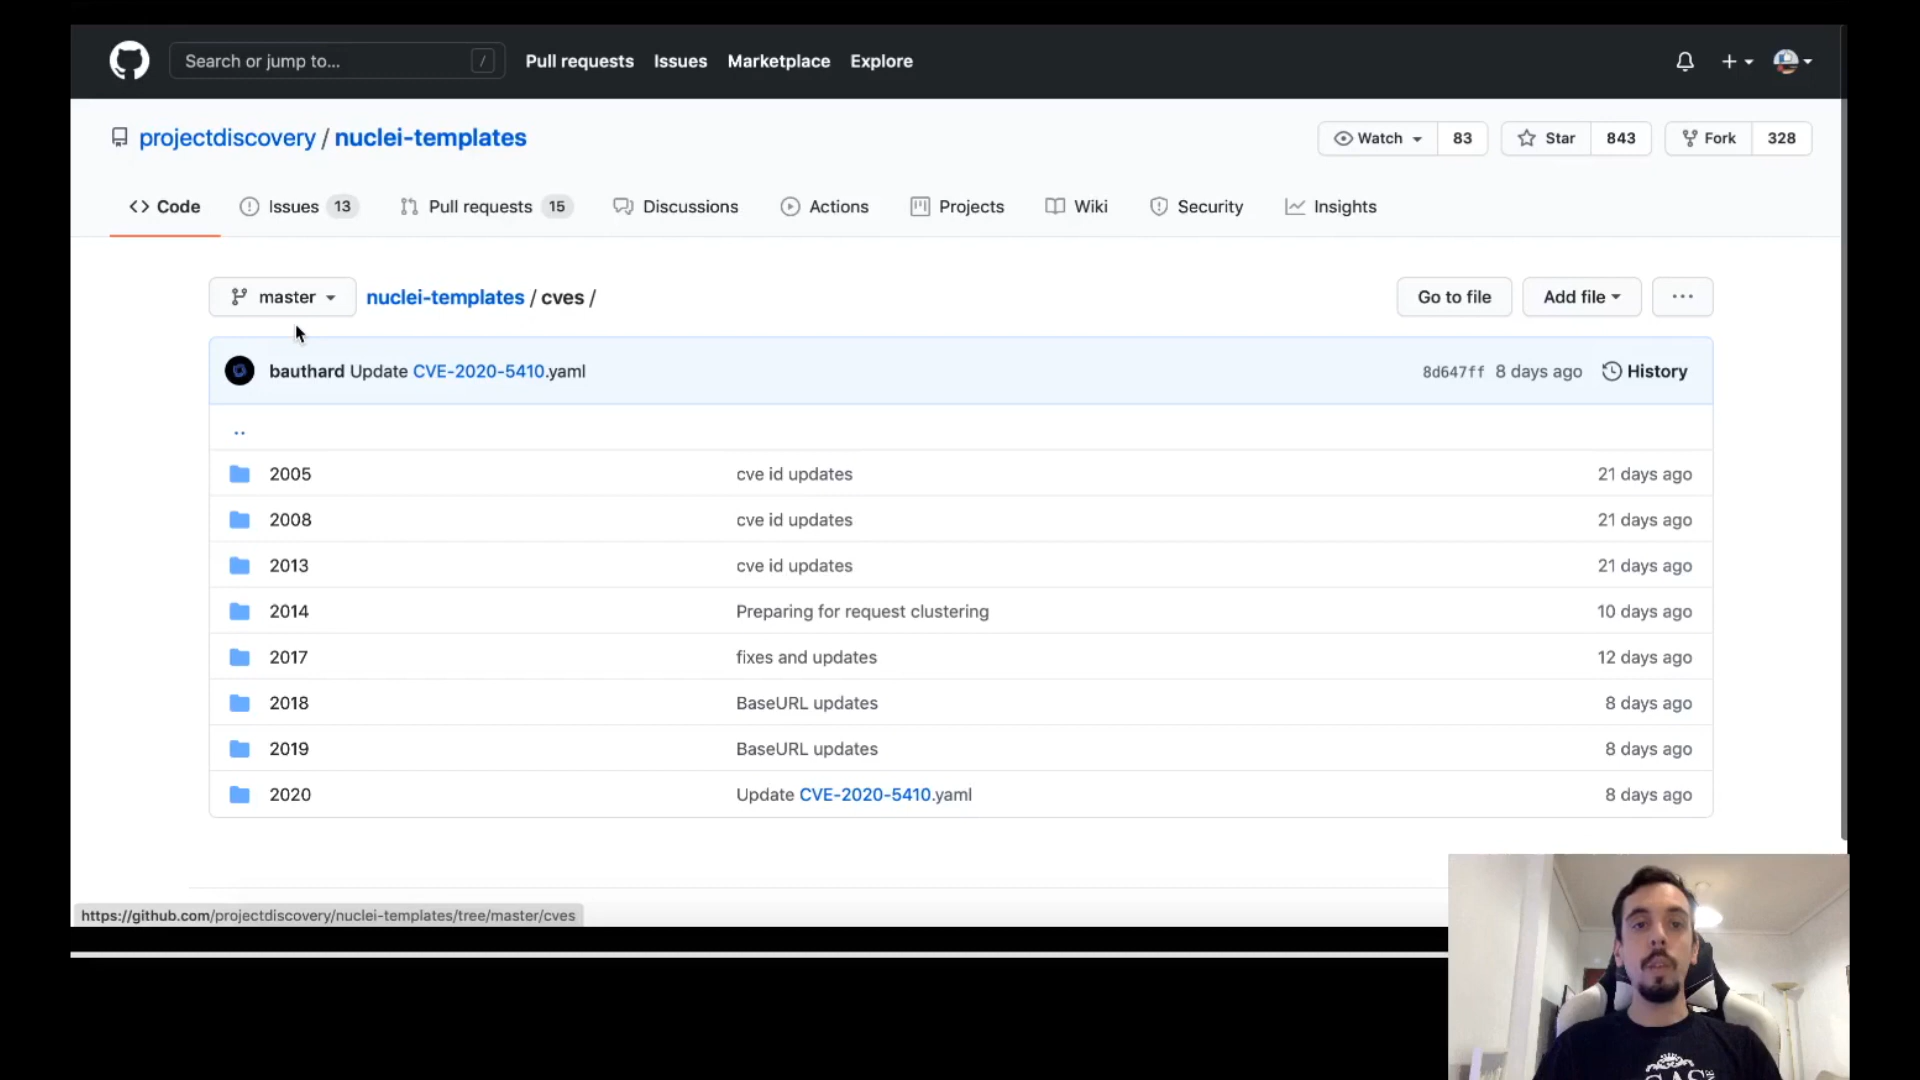 Search or jump to... / Pull requests Issues Marketplace Explore
projectdiscovery / nuclei-templates Watch 83 Star 843 Fork 328
Code Issues 13 Pull requests 15 Discussions Actions Projects Wiki Security Insights
master nuclei-templates / cves / Go to file Add file ...
bauthard Update CVE-2020-5410.yaml 8d647ff 8 days ago History
..
2005 cve id updates 21 days ago
2008 cve id updates 21 days ago
2013 cve id updates 21 days ago
2014 Preparing for request clustering 10 days ago
2017 fixes and updates 12 days ago
2018 BaseURL updates 8 days ago
2019 BaseURL updates 8 days ago
2020 Update CVE-2020-5410.yaml 8 days ago
https://github.com/projectdiscovery/nuclei-templates/tree/master/cves